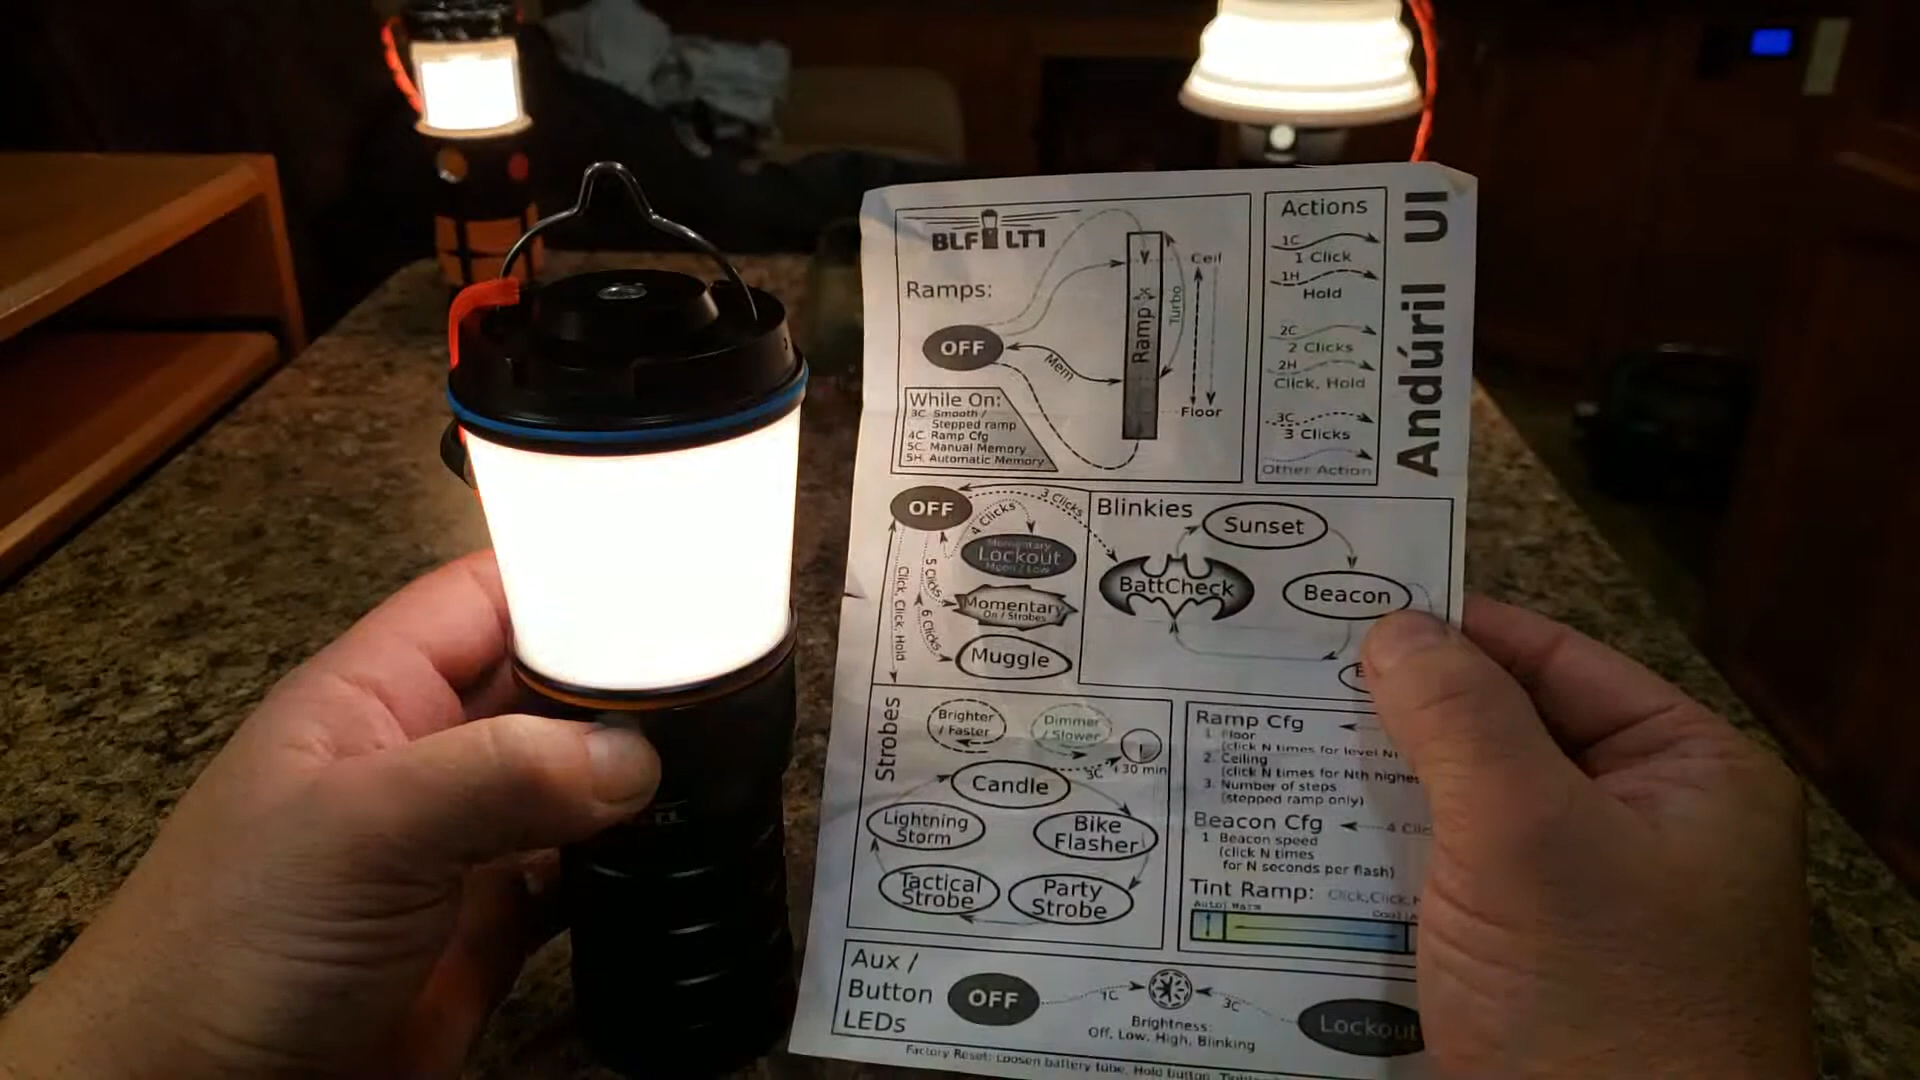 BLF LT1
Ramps:
OFF
Mem
Ramp
Turbo
Ceil
Floor
While On:
3C. Smooth /
Stepped ramp
4C. Ramp Cfg
5C. Manual Memory
5H. Automatic Memory
Actions
1C
1 Click
1H
Hold
2C
2 Clicks
2H
Click, Hold
3C
3 Clicks
Other Action
Andúril UI
OFF
3 Clicks
4 Clicks
Momentary
Lockout
Moon / Low
5 Clicks
Momentary
On / Strobes
6 Clicks
Muggle
Click, Click, Hold
Blinkies
Sunset
BattCheck
Beacon
Strobes
Brighter
/ Faster
Dimmer
/ Slower
3C
+30 min
Candle
Lightning
Storm
Bike
Flasher
Tactical
Strobe
Party
Strobe
Ramp Cfg
1. Floor
(click N times for level N)
2. Ceiling
(click N times for Nth highes
3. Number of steps
(stepped ramp only)
Beacon Cfg
4 Clic
1. Beacon speed
(click N times
for N seconds per flash)
Tint Ramp: Click,Click,
Auto Warm
Cool
Aux /
Button
LEDs
OFF
1C
3C
Lockout
Brightness:
Off, Low, High, Blinking
Factory Reset: Loosen battery tube, Hold button,